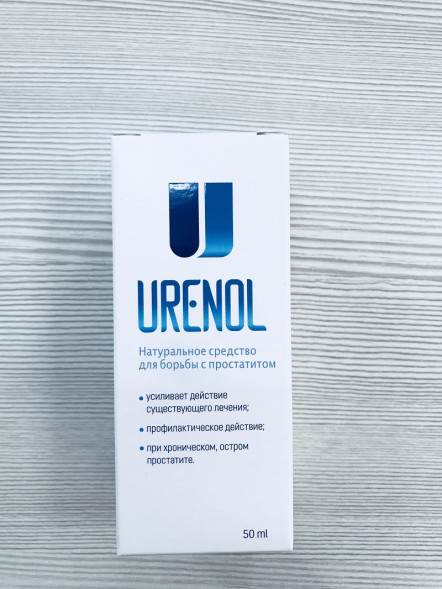 URENOL
Натуральное средство
для борьбы с простатитом
• усиливает действие
существующего лечения;
• профилактическое действие;
• при хроническом, остром
простатите.
50 ml